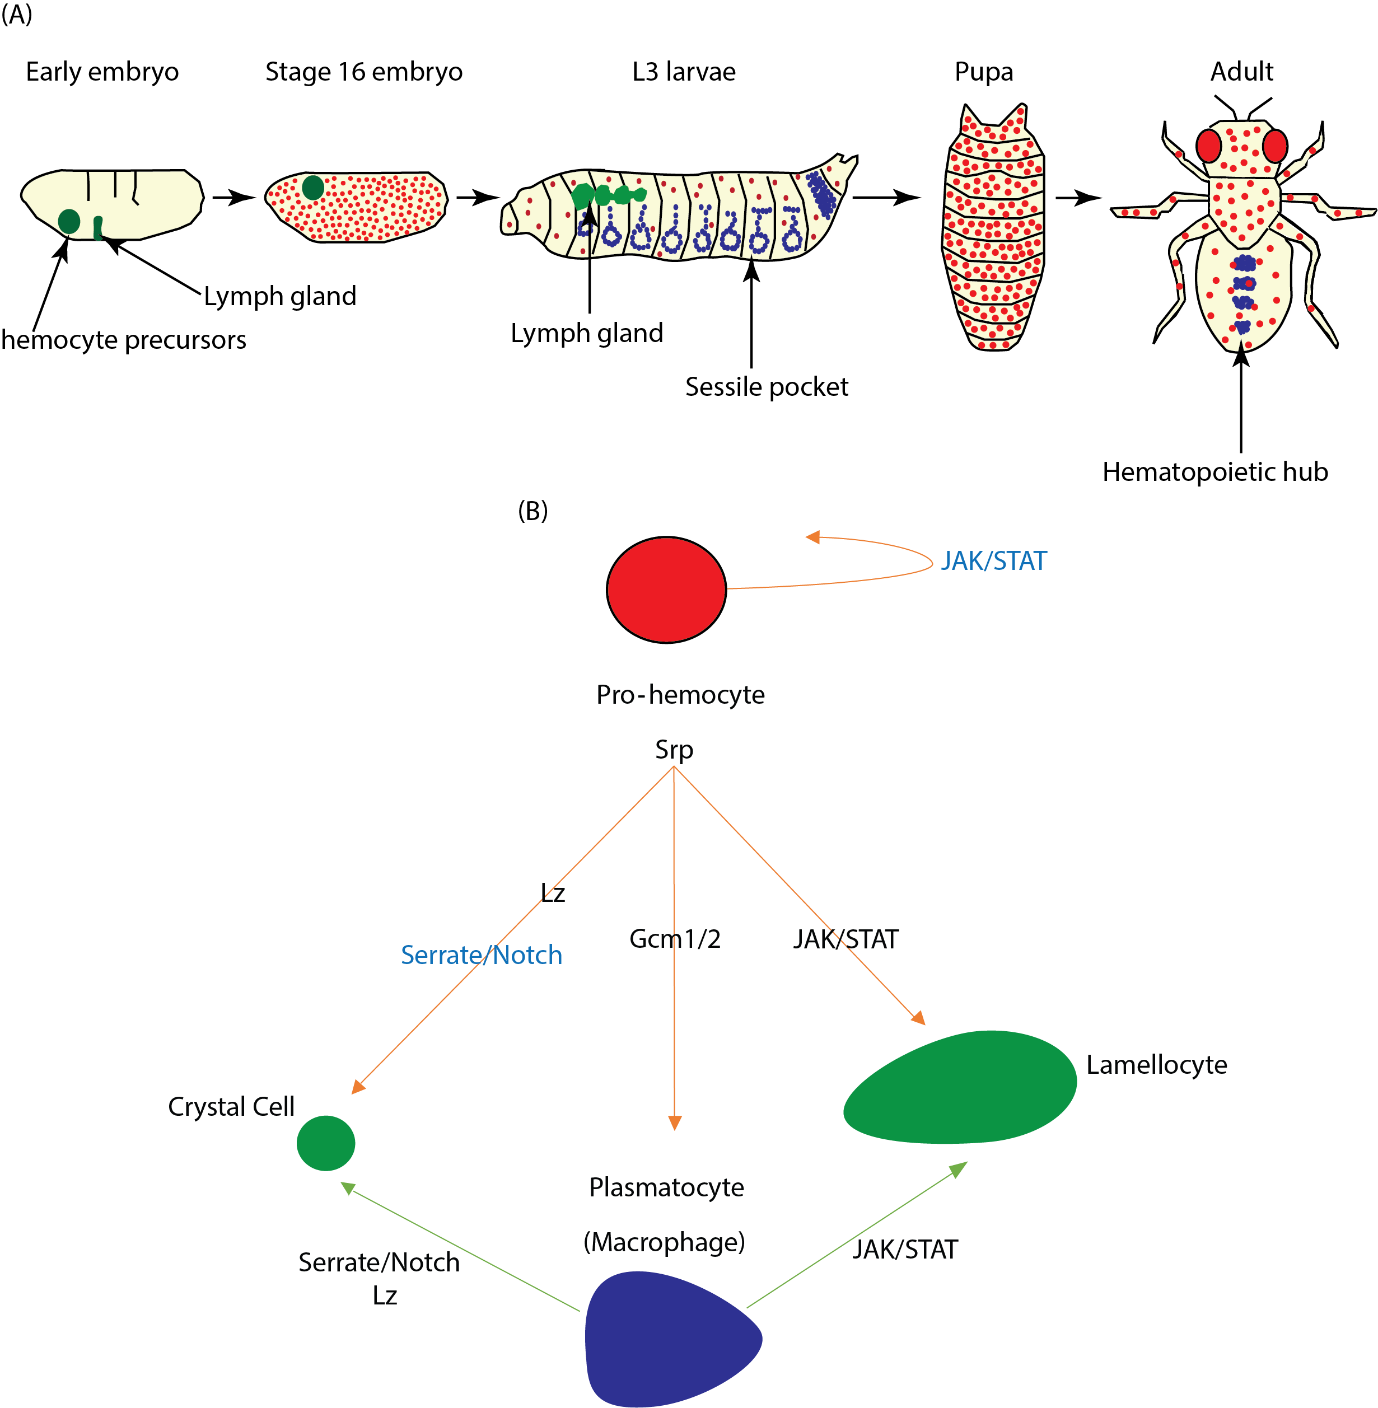 (A)
Early embryo
Stage 16 embryo
L3 larvae
Pupa
Adult
Lymph gland
hemocyte precursors
Lymph gland
Sessile pocket
Hematopoietic hub
(B)
JAK/STAT
Pro-hemocyte
Srp
Lz
Serrate/Notch
Gcm1/2
JAK/STAT
Lamellocyte
Crystal Cell
Plasmatocyte
(Macrophage)
Serrate/Notch
Lz
JAK/STAT